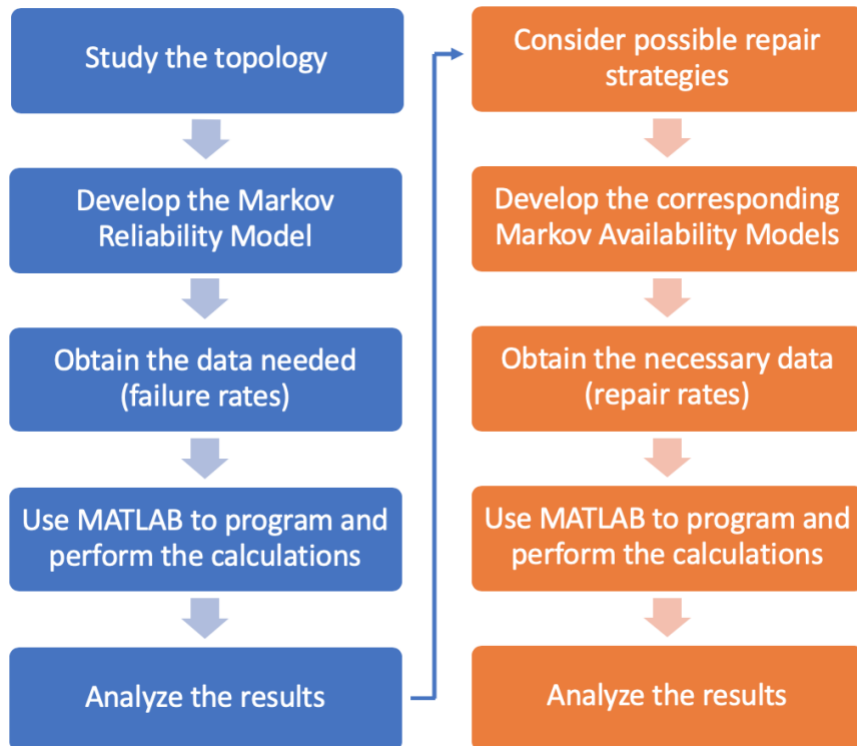 Study the topology
Develop the Markov
Reliability Model
Obtain the data needed
(failure rates)
Use MATLAB to program and
perform the calculations
Analyze the results
Consider possible repair
strategies
Develop the corresponding
Markov Availability Models
Obtain the necessary data
(repair rates)
Use MATLAB to program and
perform the calculations
Analyze the results